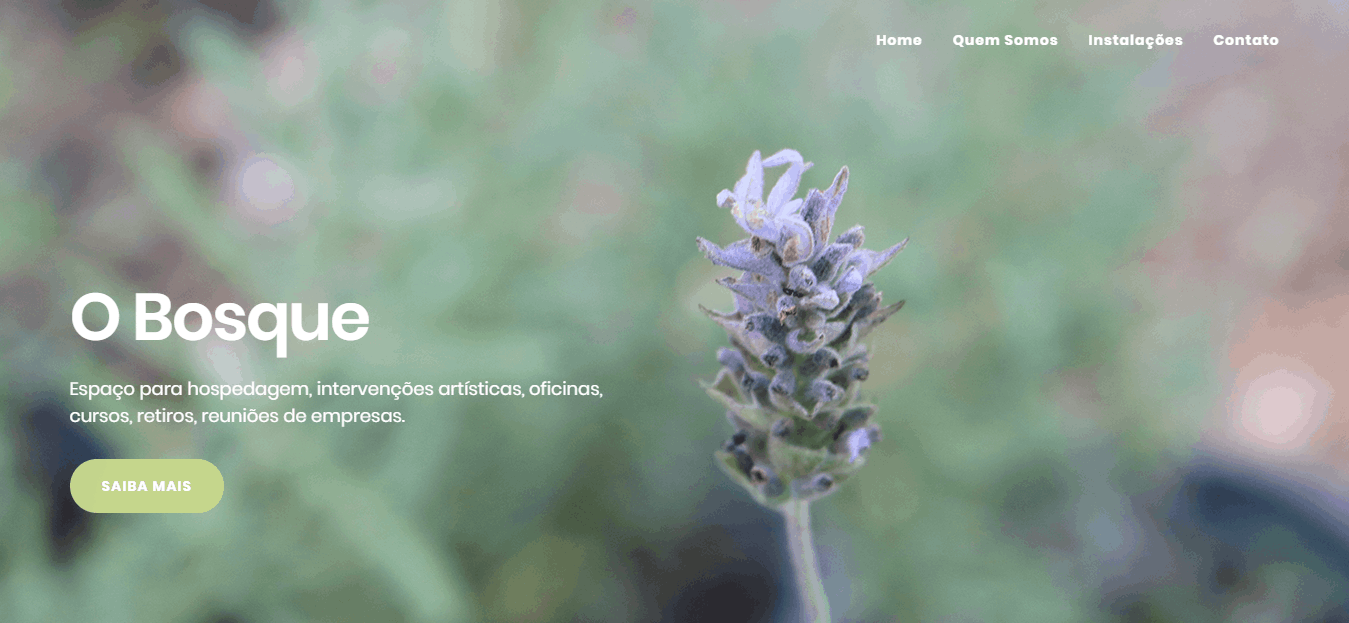 Home Quem Somos Instalações Contato
O Bosque
Espaço para hospedagem, intervenções artísticas, oficinas,
cursos, retiros, reuniões de empresas.
SAIBA MAIS